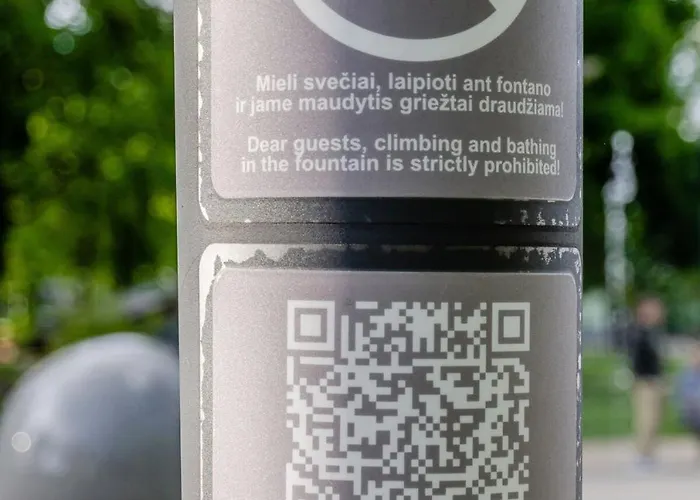 Mieli svečiai, laipioti ant fontano
ir jame maudytis griežtai draudžiama!
Dear guests, climbing and bathing
in the fountain is strictly prohibited!